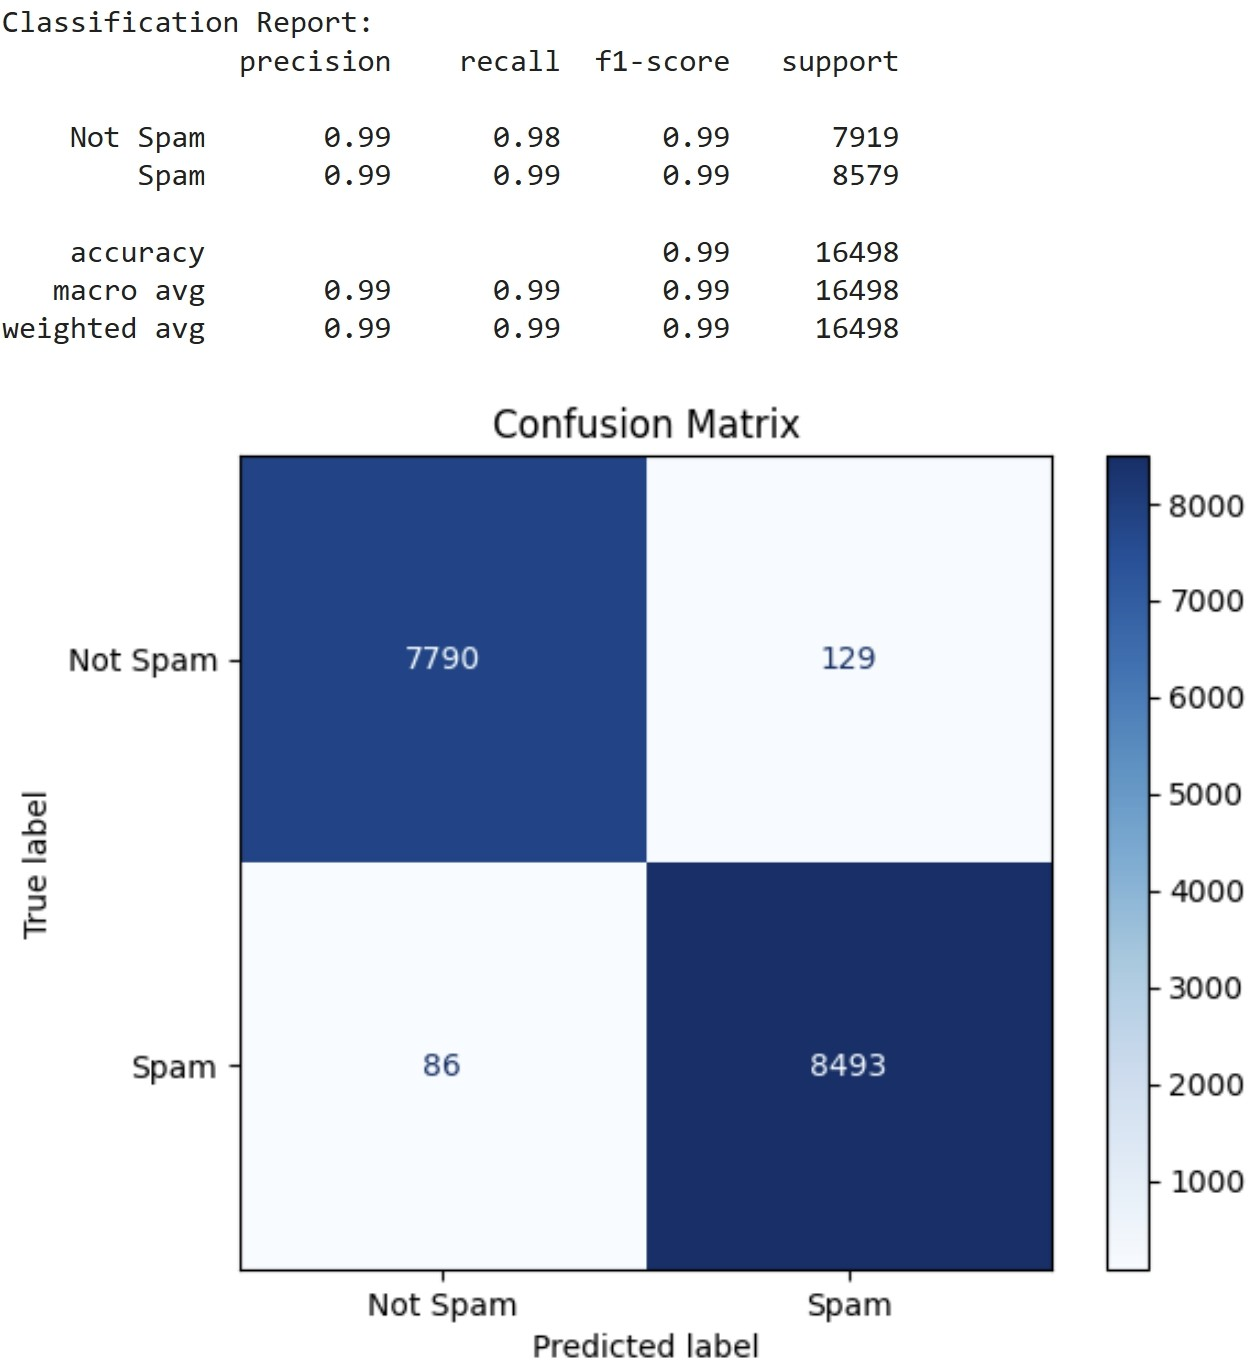 Classification Report:
precision recall f1-score support
Not Spam 0.99 0.98 0.99 7919
Spam 0.99 0.99 0.99 8579
accuracy 0.99 16498
macro avg 0.99 0.99 0.99 16498
weighted avg 0.99 0.99 0.99 16498
Confusion Matrix
8000
7000
6000
5000
4000
3000
2000
1000
True label
Not Spam 7790 129
Spam 86 8493
Not Spam Spam
Predicted label